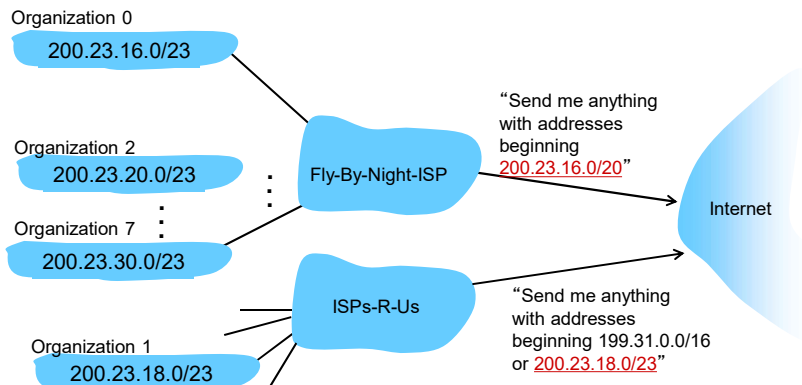 Organization 0
200.23.16.0/23
Organization 2
200.23.20.0/23
Organization 7
200.23.30.0/23
Fly-By-Night-ISP
“Send me anything
with addresses
beginning
200.23.16.0/20”
Internet
ISPs-R-Us
“Send me anything
with addresses
beginning 199.31.0.0/16
or 200.23.18.0/23”
Organization 1
200.23.18.0/23